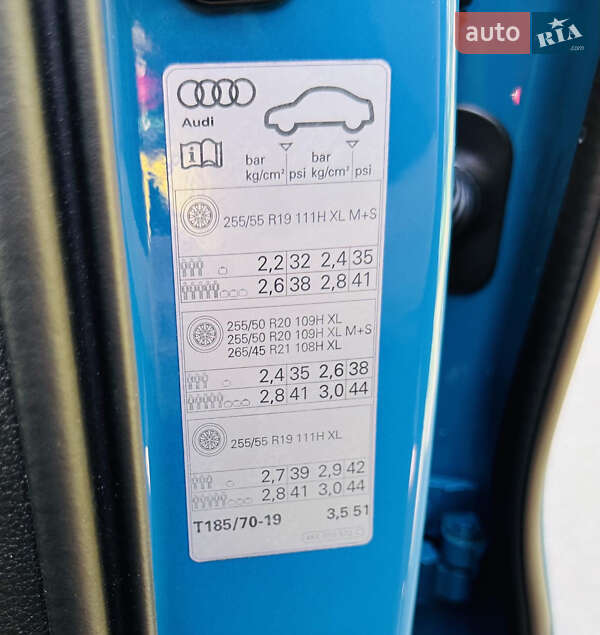 auto RIA .com
Audi
bar psi bar psi
kg/cm² kg/cm²
255/55 R19 111H XL M+S
2,2 32 2,4 35
2,6 38 2,8 41
255/50 R20 109H XL
255/50 R20 109H XL M+S
265/45 R21 108H XL
2,4 35 2,6 38
2,8 41 3,0 44
255/55 R19 111H XL
2,7 39 2,9 42
2,8 41 3,0 44
T185/70-19 3,5 51